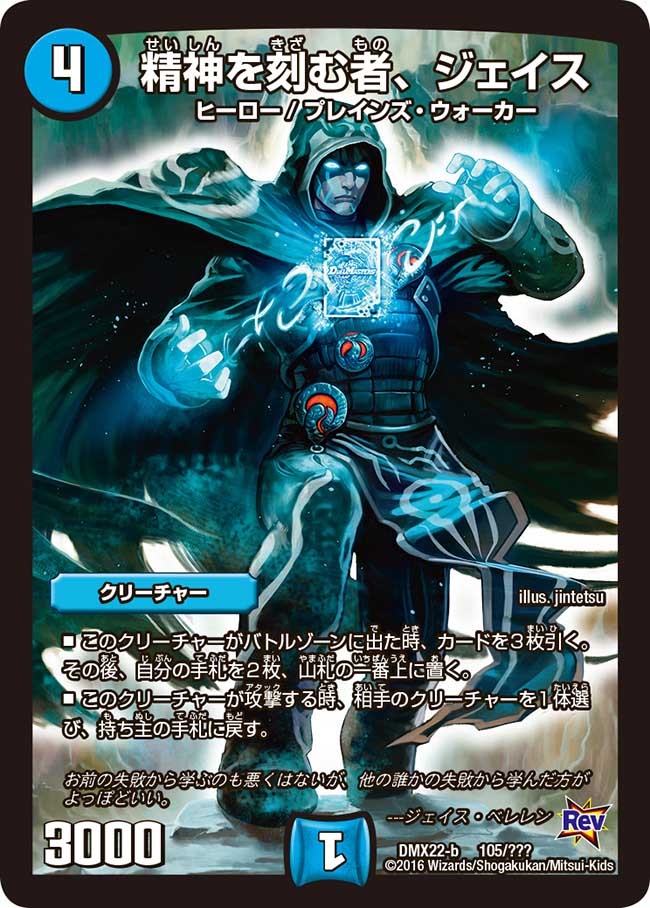 4
精神を刻む者、ジェイス
ヒーロー / プレインズ・ウォーカー
DUEL MASTERS
クリーチャー
illus. jintetsu
■ このクリーチャーがバトルゾーンに出た時、カードを3枚引く。
その後、自分の手札を2枚、山札の一番上に置く。
■ このクリーチャーが攻撃する時、相手のクリーチャーを1体選
び、持ち主の手札に戻す。
お前の失敗から学ぶのも悪くはないが、他の誰かの失敗から学んだ方が
よっぽどいい。
---ジェイス・ベレレン
Rev
3000
1
DMX22-b 105/???
©2016 Wizards/Shogakukan/Mitsui-Kids